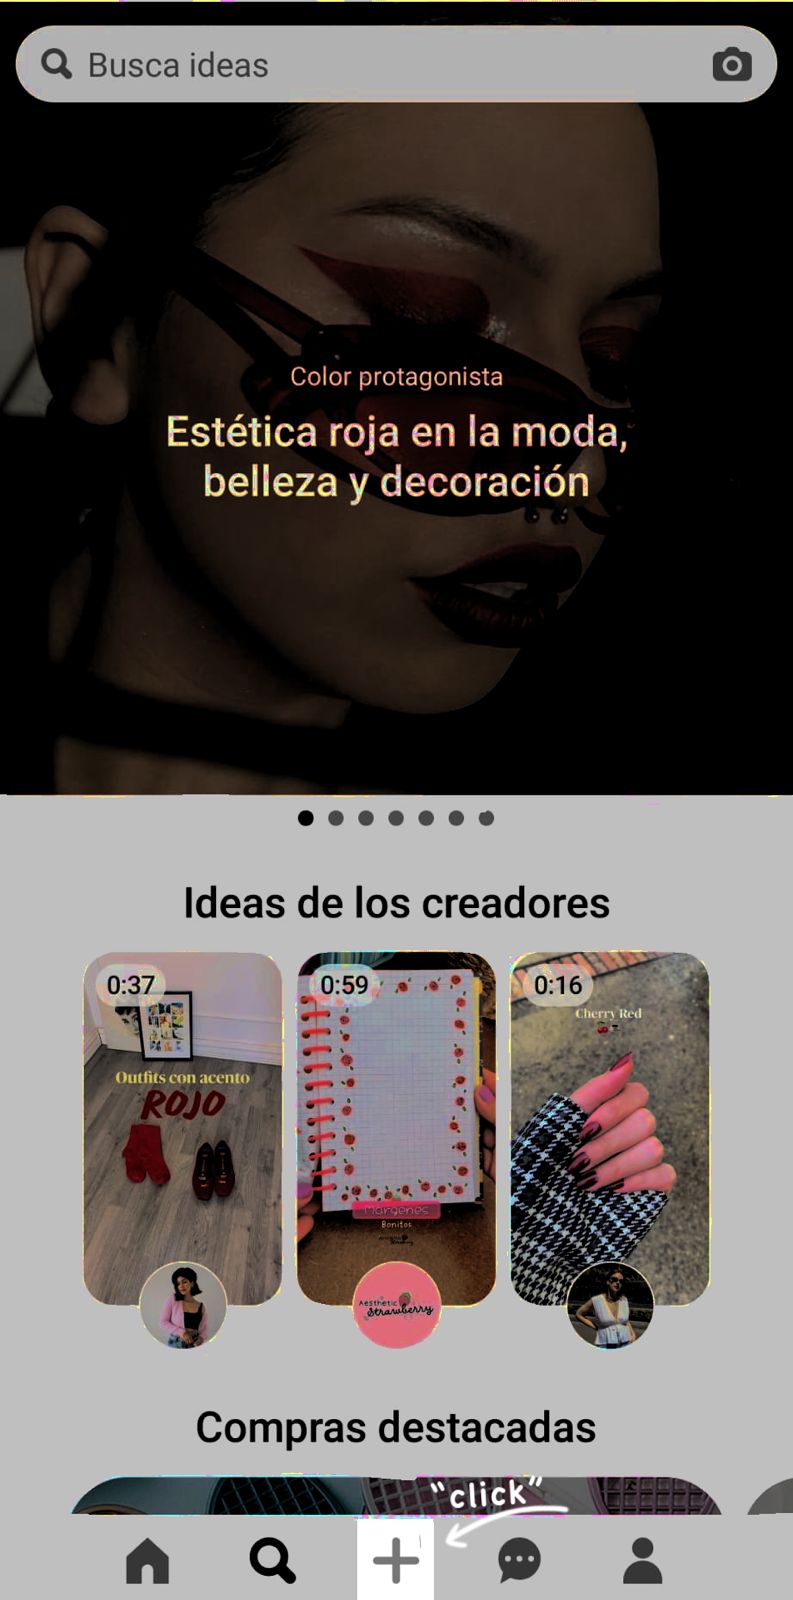 Busca ideas
Color protagonista
Estética roja en la moda,
belleza y decoración
Ideas de los creadores
0:37
Outfits con acento
ROJO
0:59
Márgenes
Bonitos
Aesthetic
Strawberry
0:16
Cherry Red
Compras destacadas
"click"